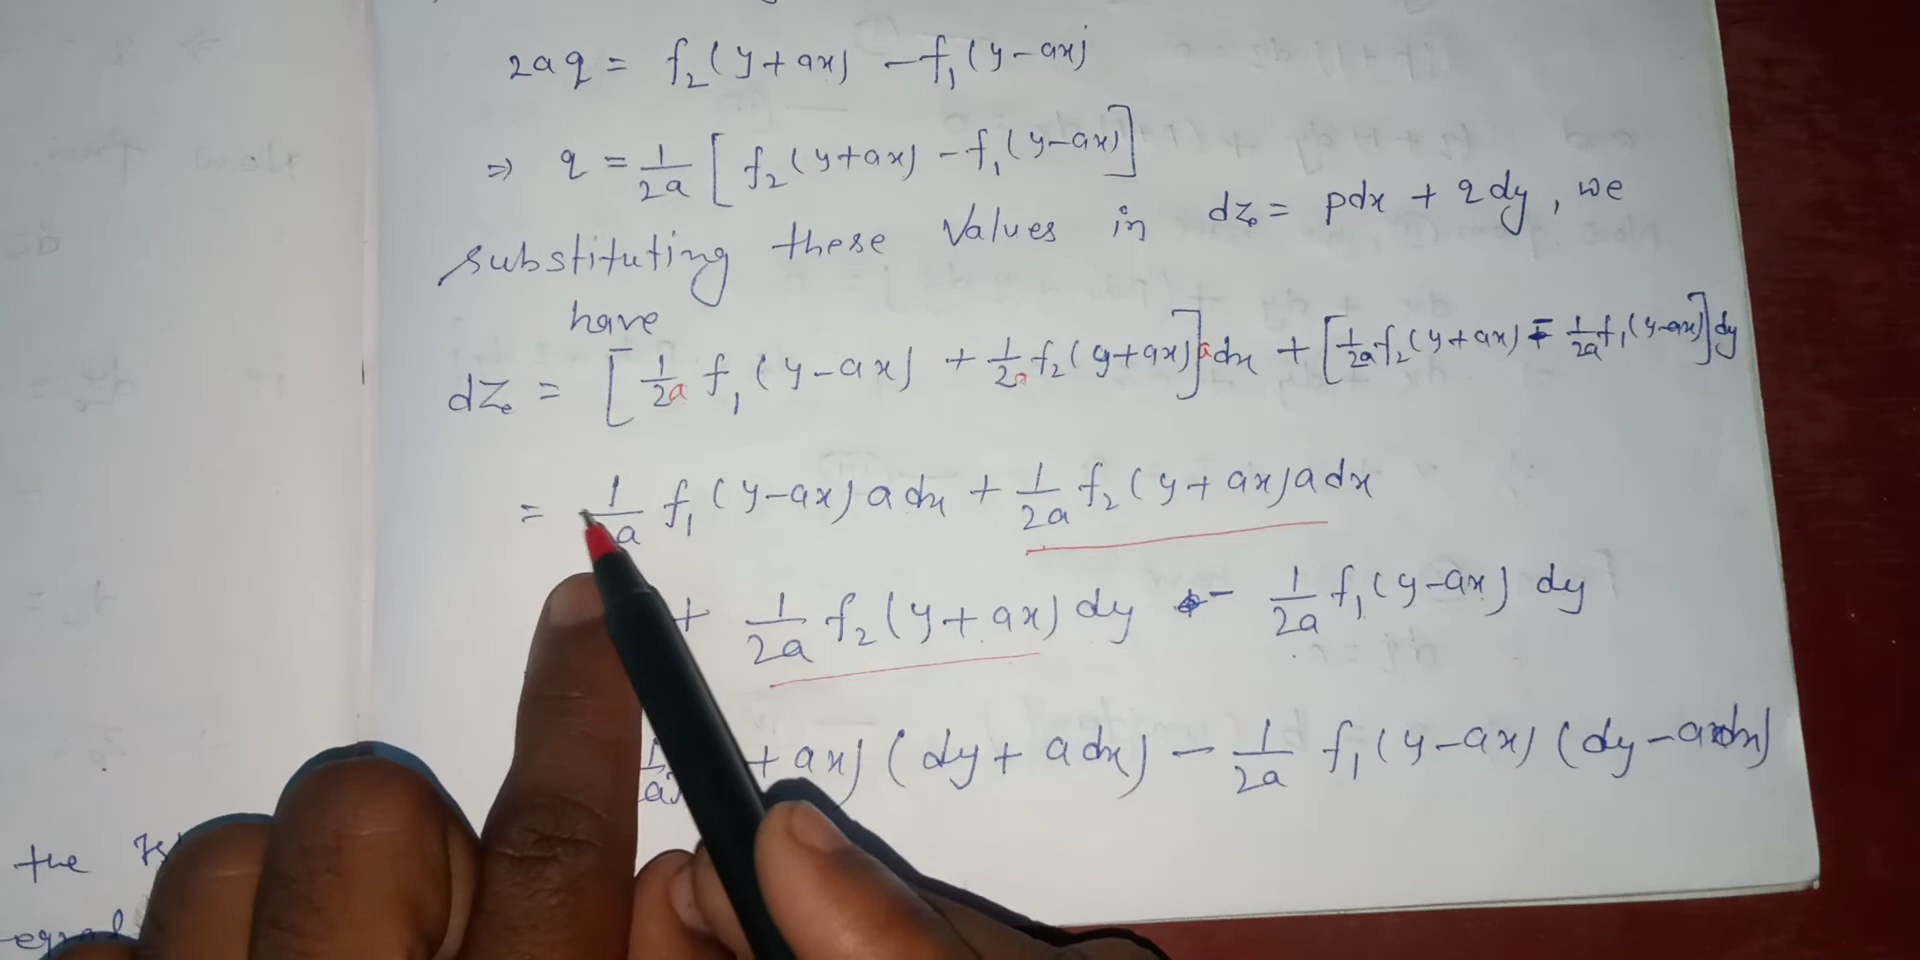 2aq = f₂(y+ax) - f₁(y-ax)
⇒ q = 1/2a [f₂(y+ax) - f₁(y-ax)]
substituting these values in dz = pdx + qdy, we
have
dz = [1/2a f₁(y-ax) + 1/2a f₂(y+ax)] adx + [1/2a f₂(y+ax) - 1/2a f₁(y-ax)] dy
= 1/2a f₁(y-ax) adx + 1/2a f₂(y+ax) adx
+ 1/2a f₂(y+ax) dy - 1/2a f₁(y-ax) dy
+ax) (dy + adx) - 1/2a f₁(y-ax) (dy - adx)
the